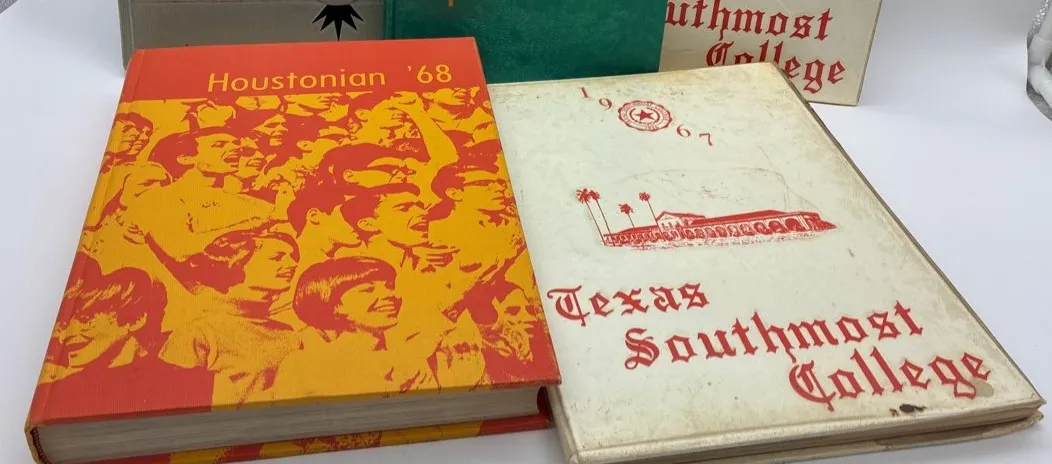 uthmost
College
Houstonian '68
1967
Texas
Southmost
College